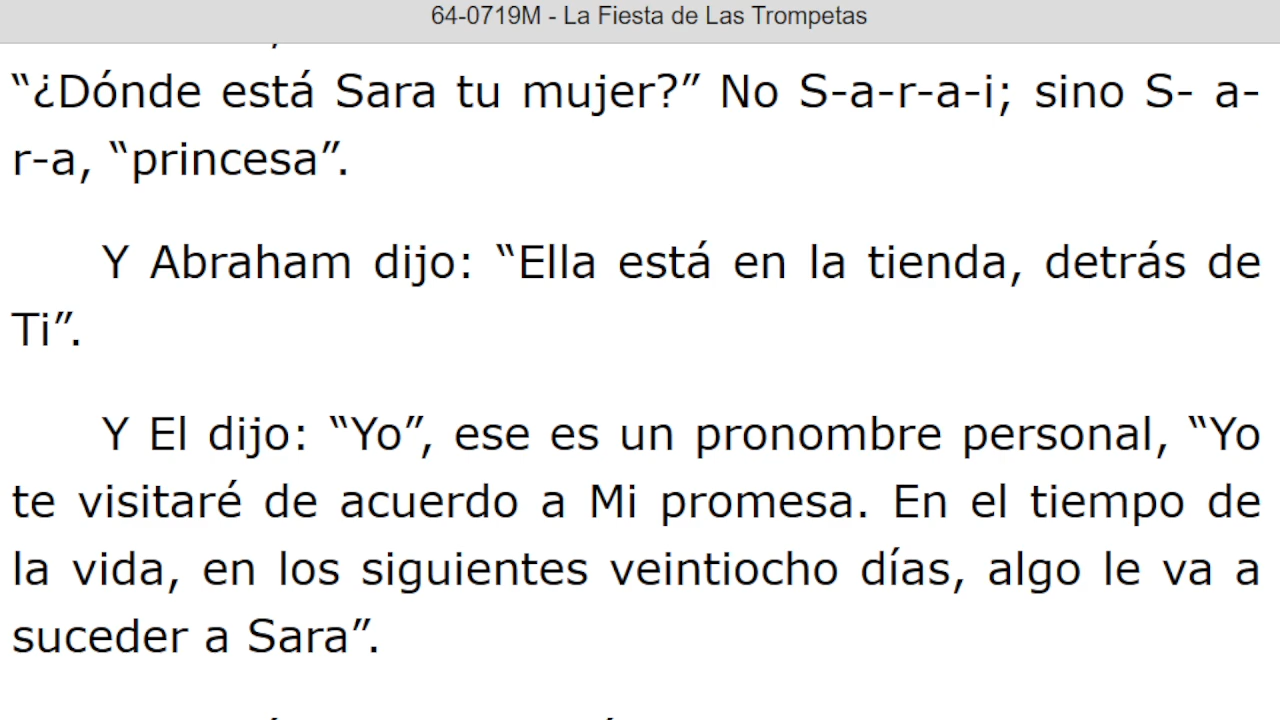 64-0719M - La Fiesta de Las Trompetas
“¿Dónde está Sara tu mujer?” No S-a-r-a-i; sino S- a-
r-a, “princesa”.
Y Abraham dijo: “Ella está en la tienda, detrás de
Ti”.
Y El dijo: “Yo”, ese es un pronombre personal, “Yo
te visitaré de acuerdo a Mi promesa. En el tiempo de
la vida, en los siguientes veintiocho días, algo le va a
suceder a Sara”.